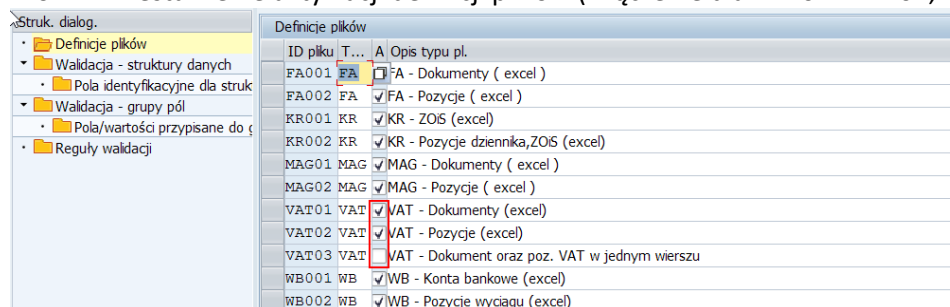 Struk. dialog.
Definicje plików
Walidacja - struktury danych
Pola identyfikacyjne dla struk
Walidacja - grupy pól
Pola/wartości przypisane do g
Reguły walidacji
Definicje plików
ID pliku T... A Opis typu pl.
FA001 FA FA - Dokumenty ( excel )
FA002 FA FA - Pozycje ( excel )
KR001 KR KR - ZOiS (excel)
KR002 KR KR - Pozycje dziennika,ZOiS (excel)
MAG01 MAG MAG - Dokumenty ( excel )
MAG02 MAG MAG - Pozycje ( excel )
VAT01 VAT VAT - Dokumenty (excel)
VAT02 VAT VAT - Pozycje (excel)
VAT03 VAT VAT - Dokument oraz poz. VAT w jednym wierszu
WB001 WB WB - Konta bankowe (excel)
WB002 WB WB - Pozycje wyciągu (excel)